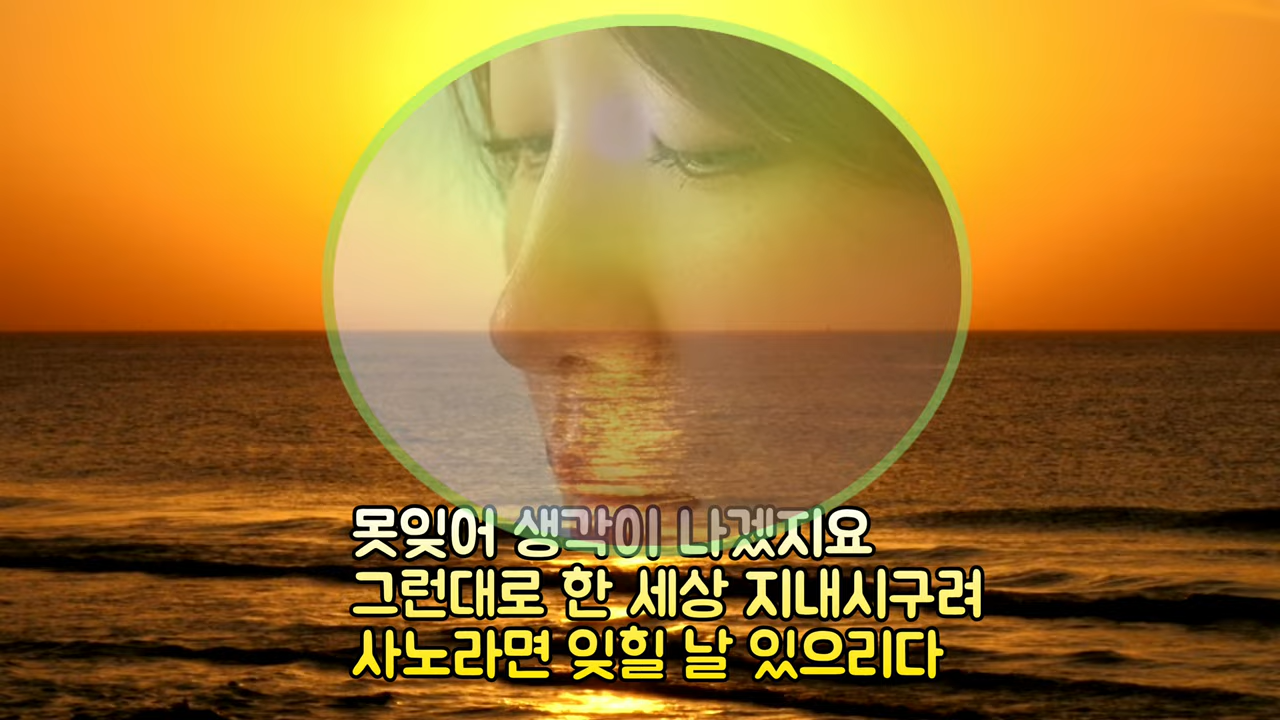 못잊어 생각이 나겠지요
그런대로 한 세상 지내시구려
사노라면 잊힐 날 있으리다